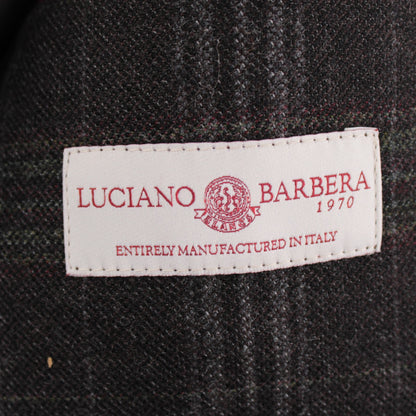 LUCIANO BARBERA
1970
ENTIRELY MANUFACTURED IN ITALY